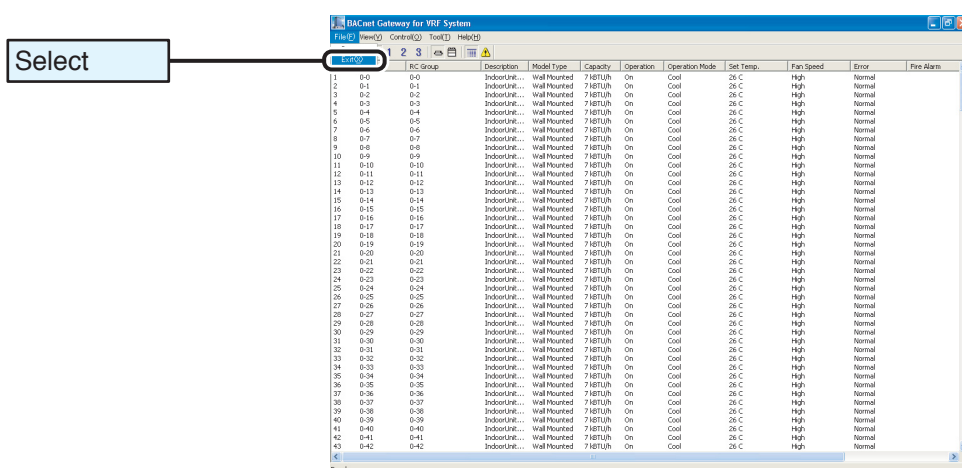 Select
BACnet Gateway for VRF System
File(F) View(V) Control(O) Tool(T) Help(H)
1 2 3
Exit(X)
RC Group Description Model Type Capacity Operation Operation Mode Set Temp. Fan Speed Error Fire Alarm
1 0-0 0-0 IndoorUnit... Wall Mounted 7 kBTU/h On Cool 26 C High Normal
2 0-1 0-1 IndoorUnit... Wall Mounted 7 kBTU/h On Cool 26 C High Normal
3 0-2 0-2 IndoorUnit... Wall Mounted 7 kBTU/h On Cool 26 C High Normal
4 0-3 0-3 IndoorUnit... Wall Mounted 7 kBTU/h On Cool 26 C High Normal
5 0-4 0-4 IndoorUnit... Wall Mounted 7 kBTU/h On Cool 26 C High Normal
6 0-5 0-5 IndoorUnit... Wall Mounted 7 kBTU/h On Cool 26 C High Normal
7 0-6 0-6 IndoorUnit... Wall Mounted 7 kBTU/h On Cool 26 C High Normal
8 0-7 0-7 IndoorUnit... Wall Mounted 7 kBTU/h On Cool 26 C High Normal
9 0-8 0-8 IndoorUnit... Wall Mounted 7 kBTU/h On Cool 26 C High Normal
10 0-9 0-9 IndoorUnit... Wall Mounted 7 kBTU/h On Cool 26 C High Normal
11 0-10 0-10 IndoorUnit... Wall Mounted 7 kBTU/h On Cool 26 C High Normal
12 0-11 0-11 IndoorUnit... Wall Mounted 7 kBTU/h On Cool 26 C High Normal
13 0-12 0-12 IndoorUnit... Wall Mounted 7 kBTU/h On Cool 26 C High Normal
14 0-13 0-13 IndoorUnit... Wall Mounted 7 kBTU/h On Cool 26 C High Normal
15 0-14 0-14 IndoorUnit... Wall Mounted 7 kBTU/h On Cool 26 C High Normal
16 0-15 0-15 IndoorUnit... Wall Mounted 7 kBTU/h On Cool 26 C High Normal
17 0-16 0-16 IndoorUnit... Wall Mounted 7 kBTU/h On Cool 26 C High Normal
18 0-17 0-17 IndoorUnit... Wall Mounted 7 kBTU/h On Cool 26 C High Normal
19 0-18 0-18 IndoorUnit... Wall Mounted 7 kBTU/h On Cool 26 C High Normal
20 0-19 0-19 IndoorUnit... Wall Mounted 7 kBTU/h On Cool 26 C High Normal
21 0-20 0-20 IndoorUnit... Wall Mounted 7 kBTU/h On Cool 26 C High Normal
22 0-21 0-21 IndoorUnit... Wall Mounted 7 kBTU/h On Cool 26 C High Normal
23 0-22 0-22 IndoorUnit... Wall Mounted 7 kBTU/h On Cool 26 C High Normal
24 0-23 0-23 IndoorUnit... Wall Mounted 7 kBTU/h On Cool 26 C High Normal
25 0-24 0-24 IndoorUnit... Wall Mounted 7 kBTU/h On Cool 26 C High Normal
26 0-25 0-25 IndoorUnit... Wall Mounted 7 kBTU/h On Cool 26 C High Normal
27 0-26 0-26 IndoorUnit... Wall Mounted 7 kBTU/h On Cool 26 C High Normal
28 0-27 0-27 IndoorUnit... Wall Mounted 7 kBTU/h On Cool 26 C High Normal
29 0-28 0-28 IndoorUnit... Wall Mounted 7 kBTU/h On Cool 26 C High Normal
30 0-29 0-29 IndoorUnit... Wall Mounted 7 kBTU/h On Cool 26 C High Normal
31 0-30 0-30 IndoorUnit... Wall Mounted 7 kBTU/h On Cool 26 C High Normal
32 0-31 0-31 IndoorUnit... Wall Mounted 7 kBTU/h On Cool 26 C High Normal
33 0-32 0-32 IndoorUnit... Wall Mounted 7 kBTU/h On Cool 26 C High Normal
34 0-33 0-33 IndoorUnit... Wall Mounted 7 kBTU/h On Cool 26 C High Normal
35 0-34 0-34 IndoorUnit... Wall Mounted 7 kBTU/h On Cool 26 C High Normal
36 0-35 0-35 IndoorUnit... Wall Mounted 7 kBTU/h On Cool 26 C High Normal
37 0-36 0-36 IndoorUnit... Wall Mounted 7 kBTU/h On Cool 26 C High Normal
38 0-37 0-37 IndoorUnit... Wall Mounted 7 kBTU/h On Cool 26 C High Normal
39 0-38 0-38 IndoorUnit... Wall Mounted 7 kBTU/h On Cool 26 C High Normal
40 0-39 0-39 IndoorUnit... Wall Mounted 7 kBTU/h On Cool 26 C High Normal
41 0-40 0-40 IndoorUnit... Wall Mounted 7 kBTU/h On Cool 26 C High Normal
42 0-41 0-41 IndoorUnit... Wall Mounted 7 kBTU/h On Cool 26 C High Normal
43 0-42 0-42 IndoorUnit... Wall Mounted 7 kBTU/h On Cool 26 C High Normal